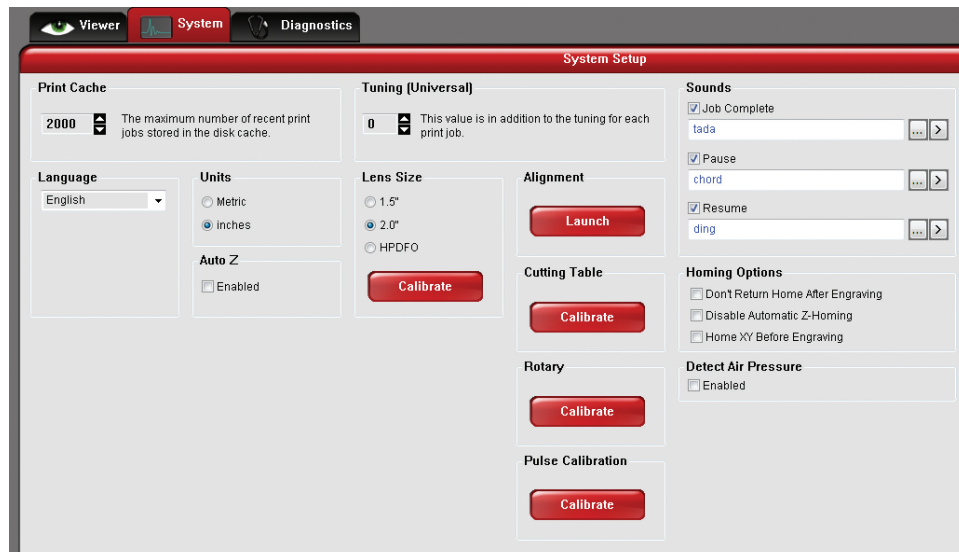 Viewer
System
Diagnostics
System Setup
Print Cache
2000
The maximum number of recent print
jobs stored in the disk cache.
Tuning (Universal)
0
This value is in addition to the tuning for each
print job.
Sounds
Job Complete
tada
...
>
Pause
chord
...
>
Resume
ding
...
>
Language
English
Units
Metric
inches
Auto Z
Enabled
Lens Size
1.5"
2.0"
HPDFO
Calibrate
Alignment
Launch
Cutting Table
Calibrate
Rotary
Calibrate
Pulse Calibration
Calibrate
Homing Options
Don't Return Home After Engraving
Disable Automatic Z-Homing
Home XY Before Engraving
Detect Air Pressure
Enabled